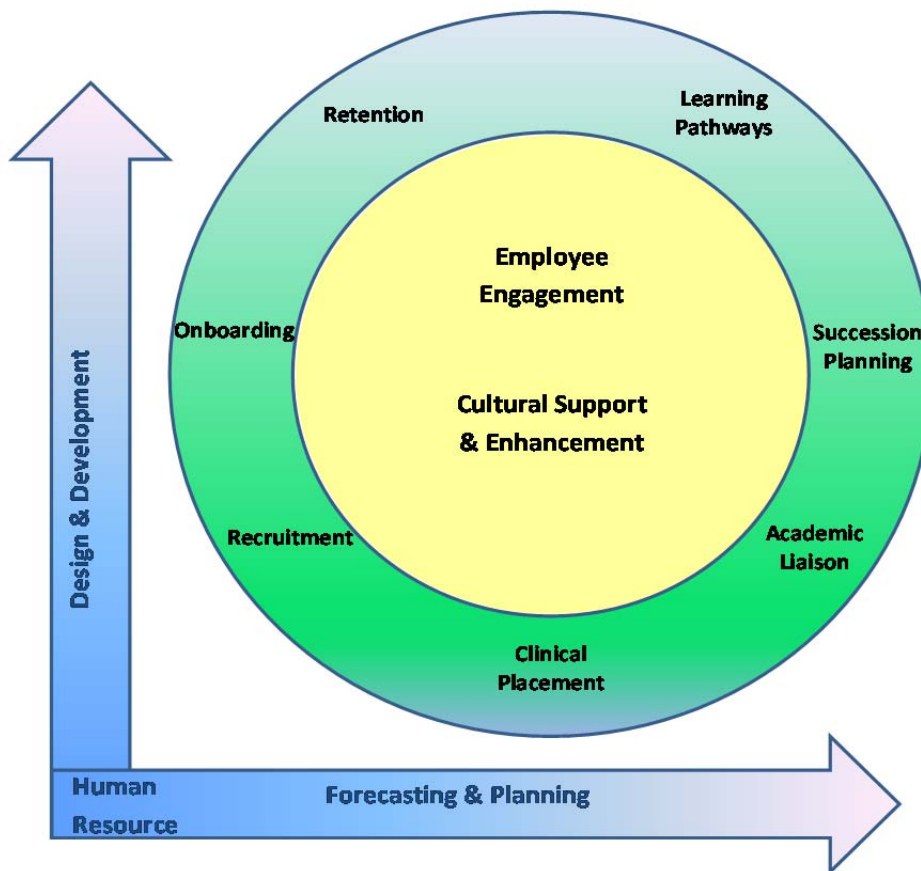 Retention
Learning
Pathways
Employee
Engagement
Onboarding
Succession
Planning
Cultural Support
& Enhancement
Recruitment
Academic
Liaison
Clinical
Placement
Design & Development
Human
Resource
Forecasting & Planning